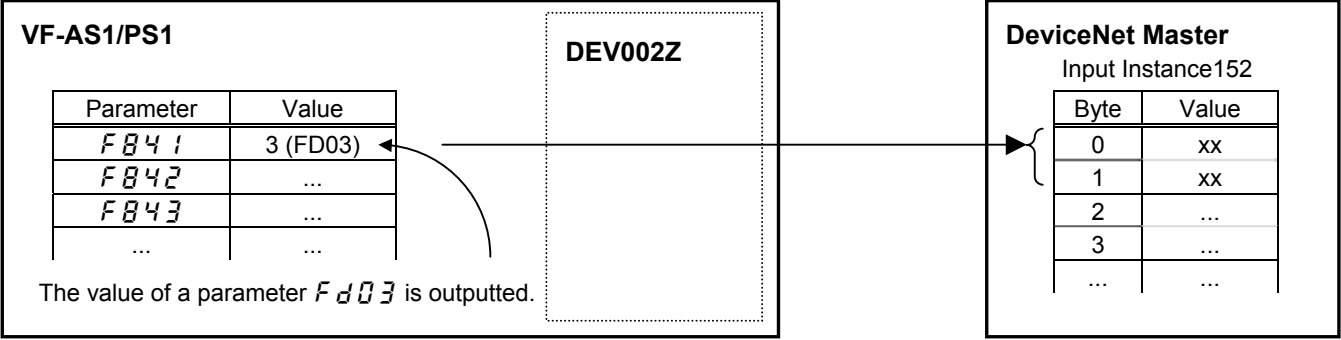 VF-AS1/PS1
DEV002Z
Parameter Value
F841 3 (FD03)
F842 ...
F843 ...
... ...
The value of a parameter Fd03 is outputted.
DeviceNet Master
Input Instance152
Byte Value
0 xx
1 xx
2 ...
3 ...
... ...